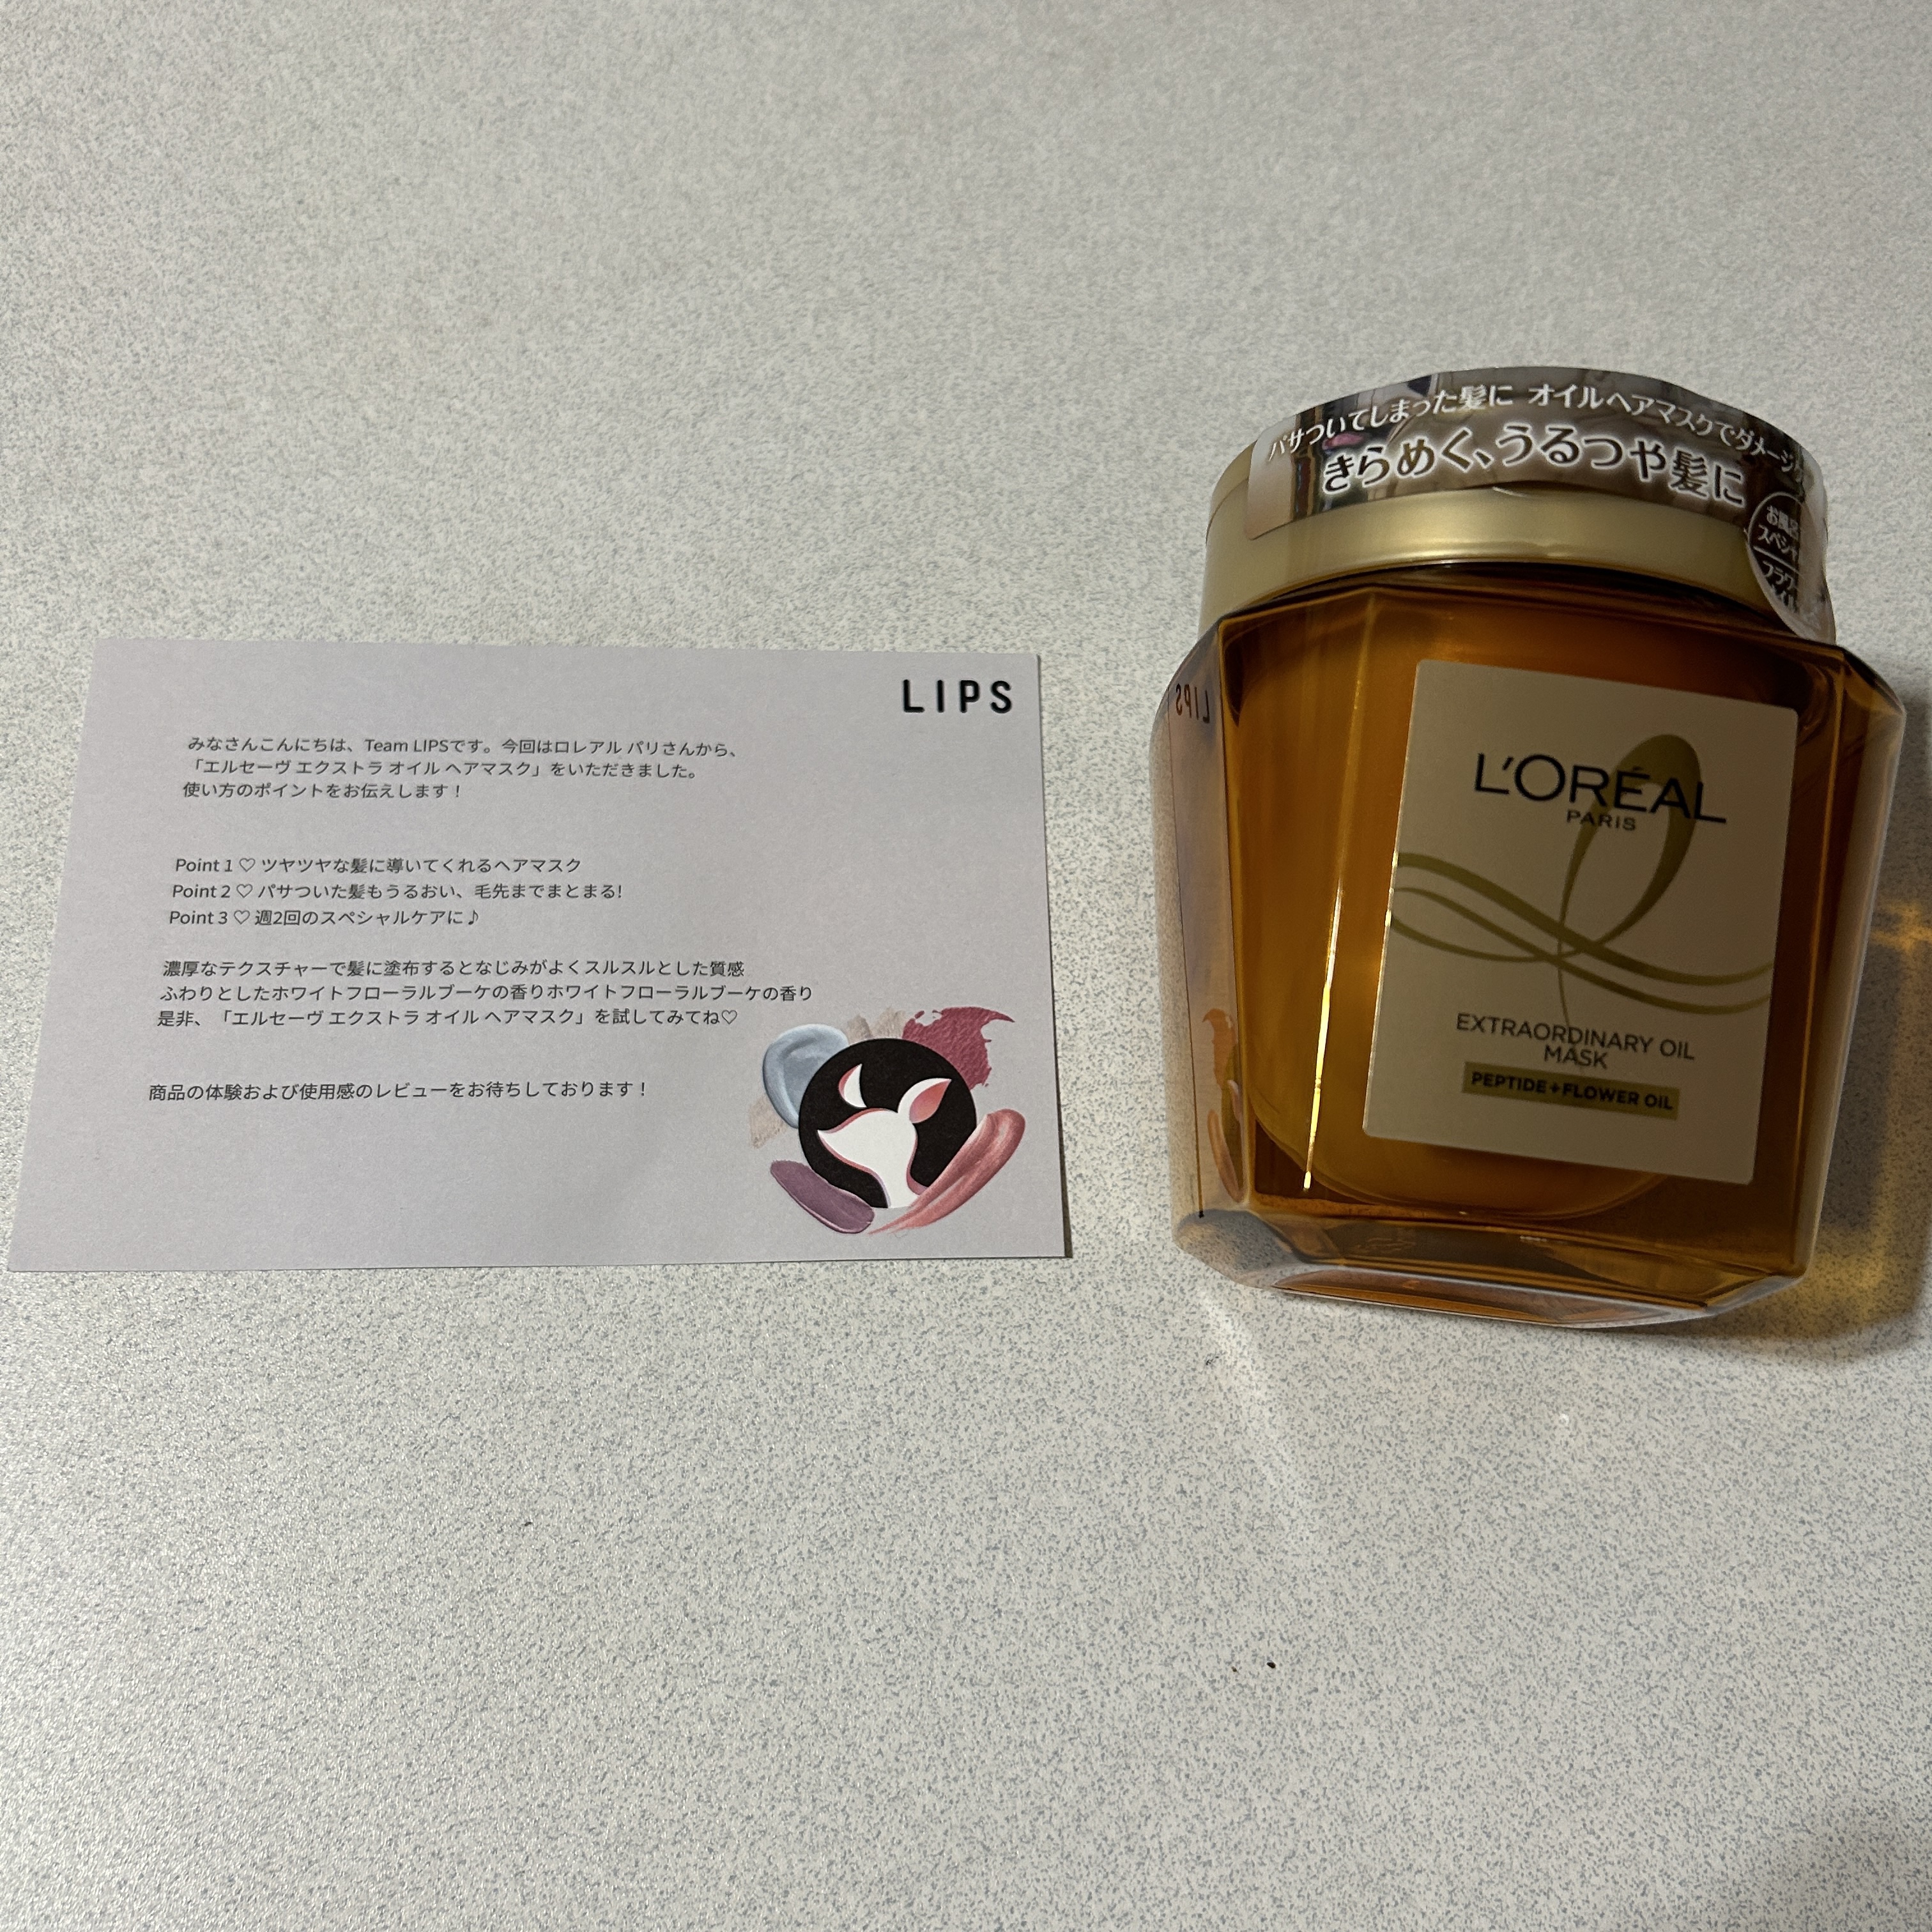 LIPS
みなさんこんにちは、Team LIPSです。今回はロレアル パリさんから、
「エルセーヴ エクストラ オイル ヘアマスク」をいただきました。
使い方のポイントをお伝えします！
Point 1 ♡ ツヤツヤな髪に導いてくれるヘアマスク
Point 2 ♡ パサついた髪もうるおい、毛先までまとまる!
Point 3 ♡ 週2回のスペシャルケアに♪
濃厚なテクスチャーで髪に塗布するとなじみがよくスルスルとした質感
ふわりとしたホワイトフローラルブーケの香りホワイトフローラルブーケの香り
是非、「エルセーヴ エクストラ オイル ヘアマスク」を試してみてね♡
商品の体験および使用感のレビューをお待ちしております！
パサついてしまった髪に オイルヘアマスクでダメージ
きらめく、うるつや髪に
お風呂
スペシャ
フラワー
L'ORÉAL
PARIS
EXTRAORDINARY OIL
MASK
PEPTIDE+FLOWER OIL